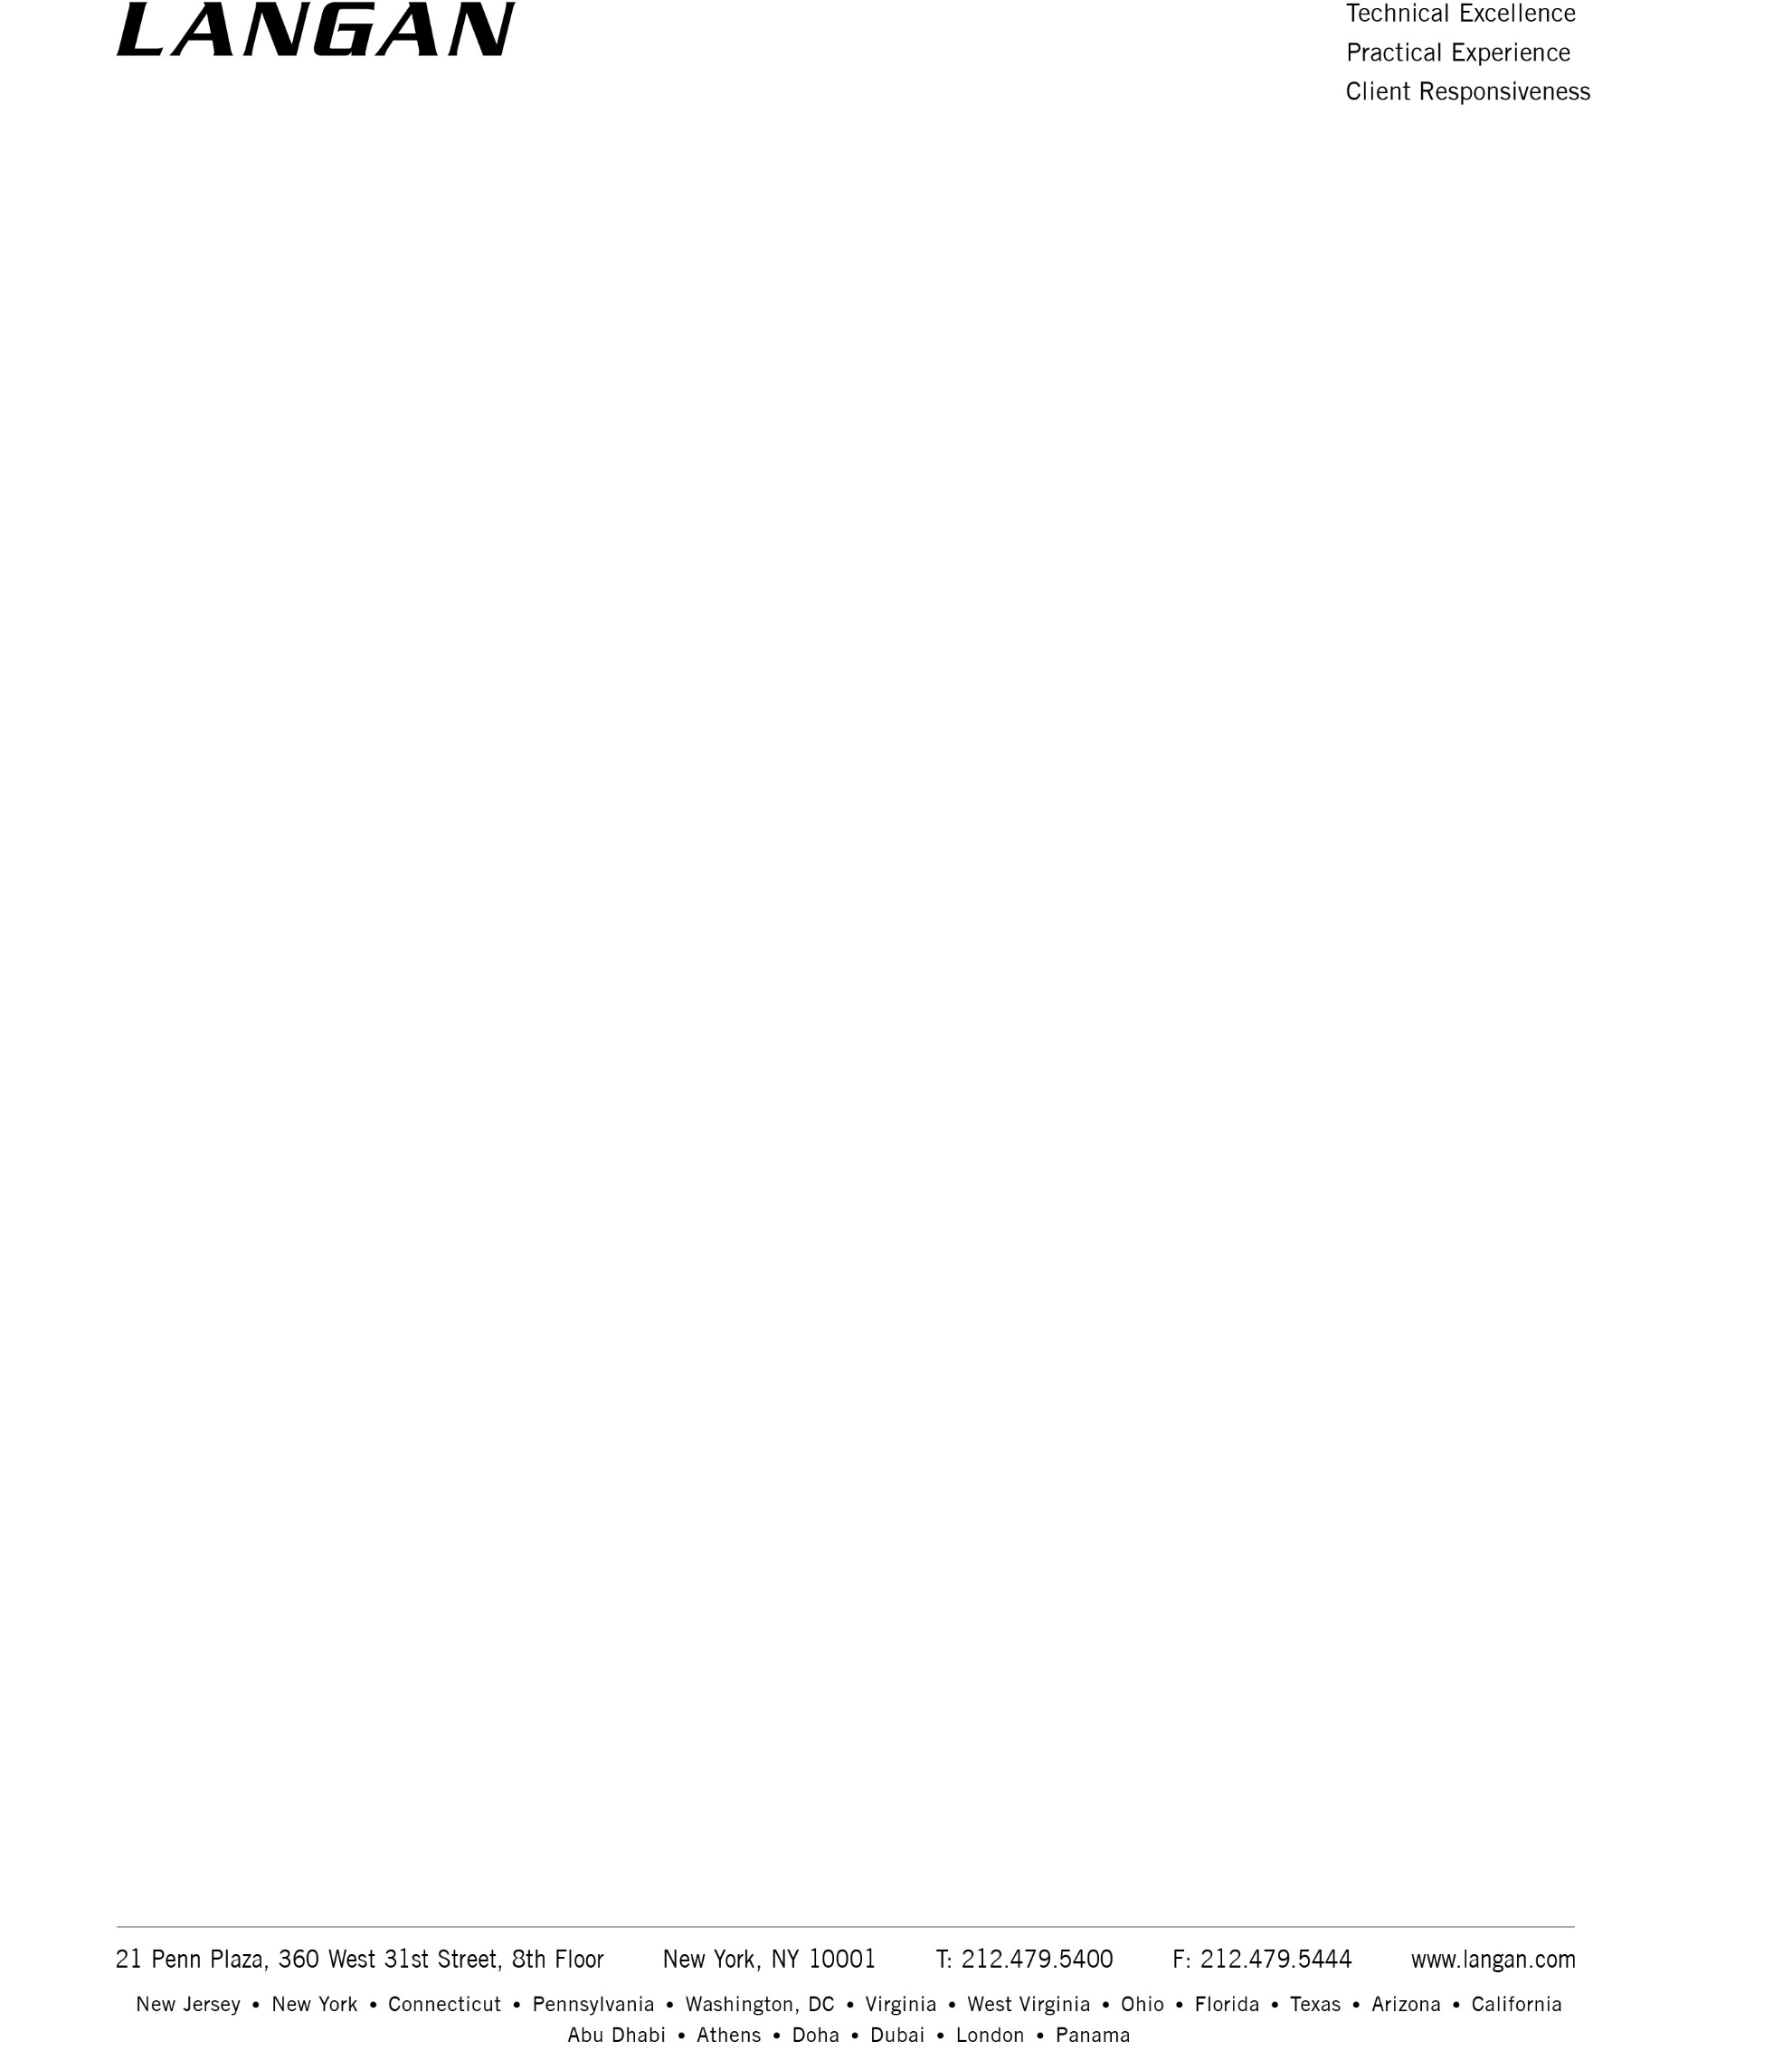 LANGAN
Technical Excellence
Practical Experience
Client Responsiveness
21 Penn Plaza, 360 West 31st Street, 8th Floor New York, NY 10001 T: 212.479.5400 F: 212.479.5444 www.langan.com
New Jersey • New York • Connecticut • Pennsylvania • Washington, DC • Virginia • West Virginia • Ohio • Florida • Texas • Arizona • California
Abu Dhabi • Athens • Doha • Dubai • London • Panama